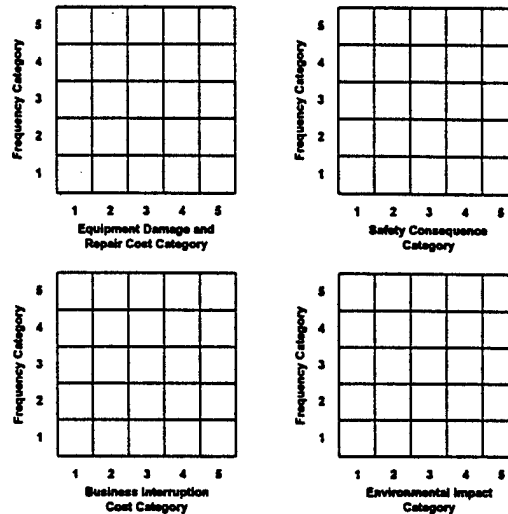 Frequency Category
5
4
3
2
1
1 2 3 4 5
Equipment Damage and
Repair Cost Category
Frequency Category
5
4
3
2
1
1 2 3 4 5
Safety Consequence
Category
Frequency Category
5
4
3
2
1
1 2 3 4 5
Business Interruption
Cost Category
Frequency Category
5
4
3
2
1
1 2 3 4 5
Environmental Impact
Category